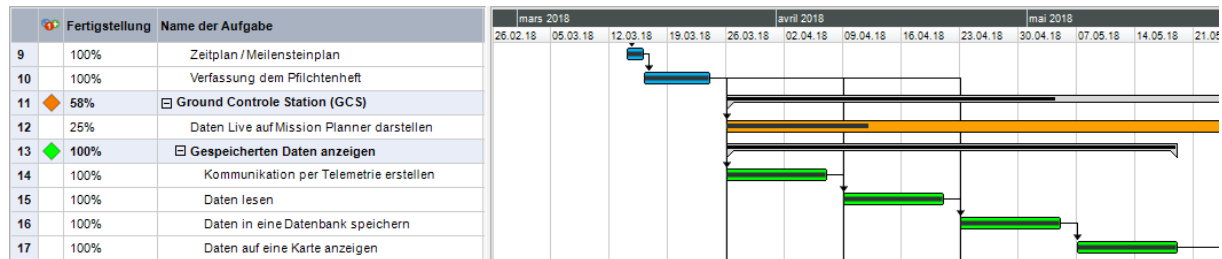 Fertigstellung Name der Aufgabe
mars 2018 avril 2018 mai 2018
26.02.18 05.03.18 12.03.18 19.03.18 26.03.18 02.04.18 09.04.18 16.04.18 23.04.18 30.04.18 07.05.18 14.05.18 21.05
9 100% Zeitplan / Meilensteinplan
10 100% Verfassung dem Pfilchtenheft
11 58% Ground Controle Station (GCS)
12 25% Daten Live auf Mission Planner darstellen
13 100% Gespeicherten Daten anzeigen
14 100% Kommunikation per Telemetrie erstellen
15 100% Daten lesen
16 100% Daten in eine Datenbank speichern
17 100% Daten auf eine Karte anzeigen